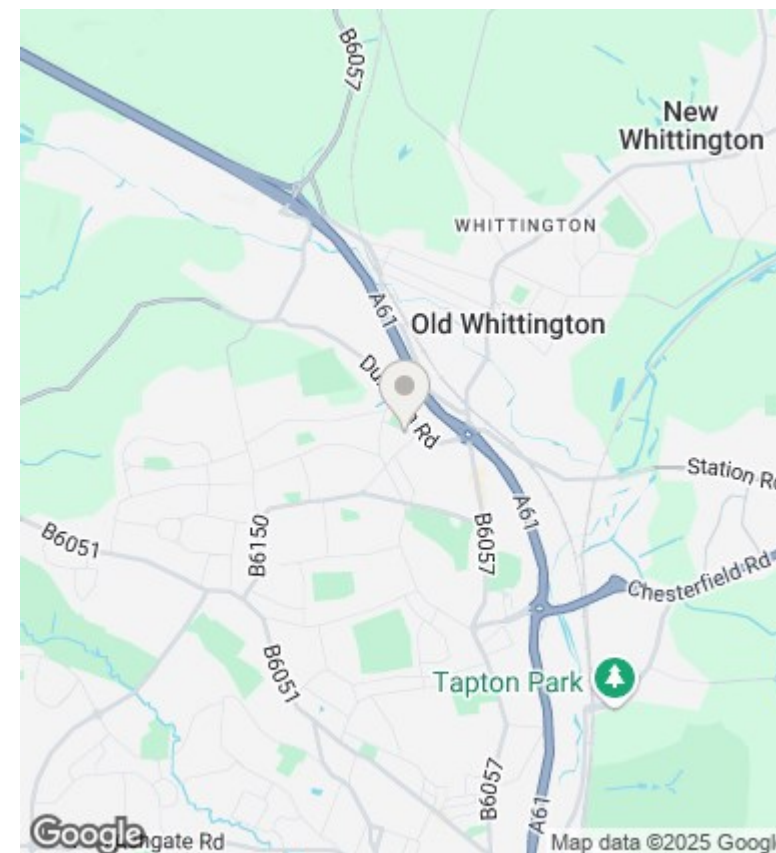 B6057
New
Whittington
WHITTINGTON
A61
Old Whittington
Rd
Station
B6150
B6051
A61
B6057
Chesterfield Rd
B6051
Tapton Park
B6057
A61
Google
Rd
Map data ©2025